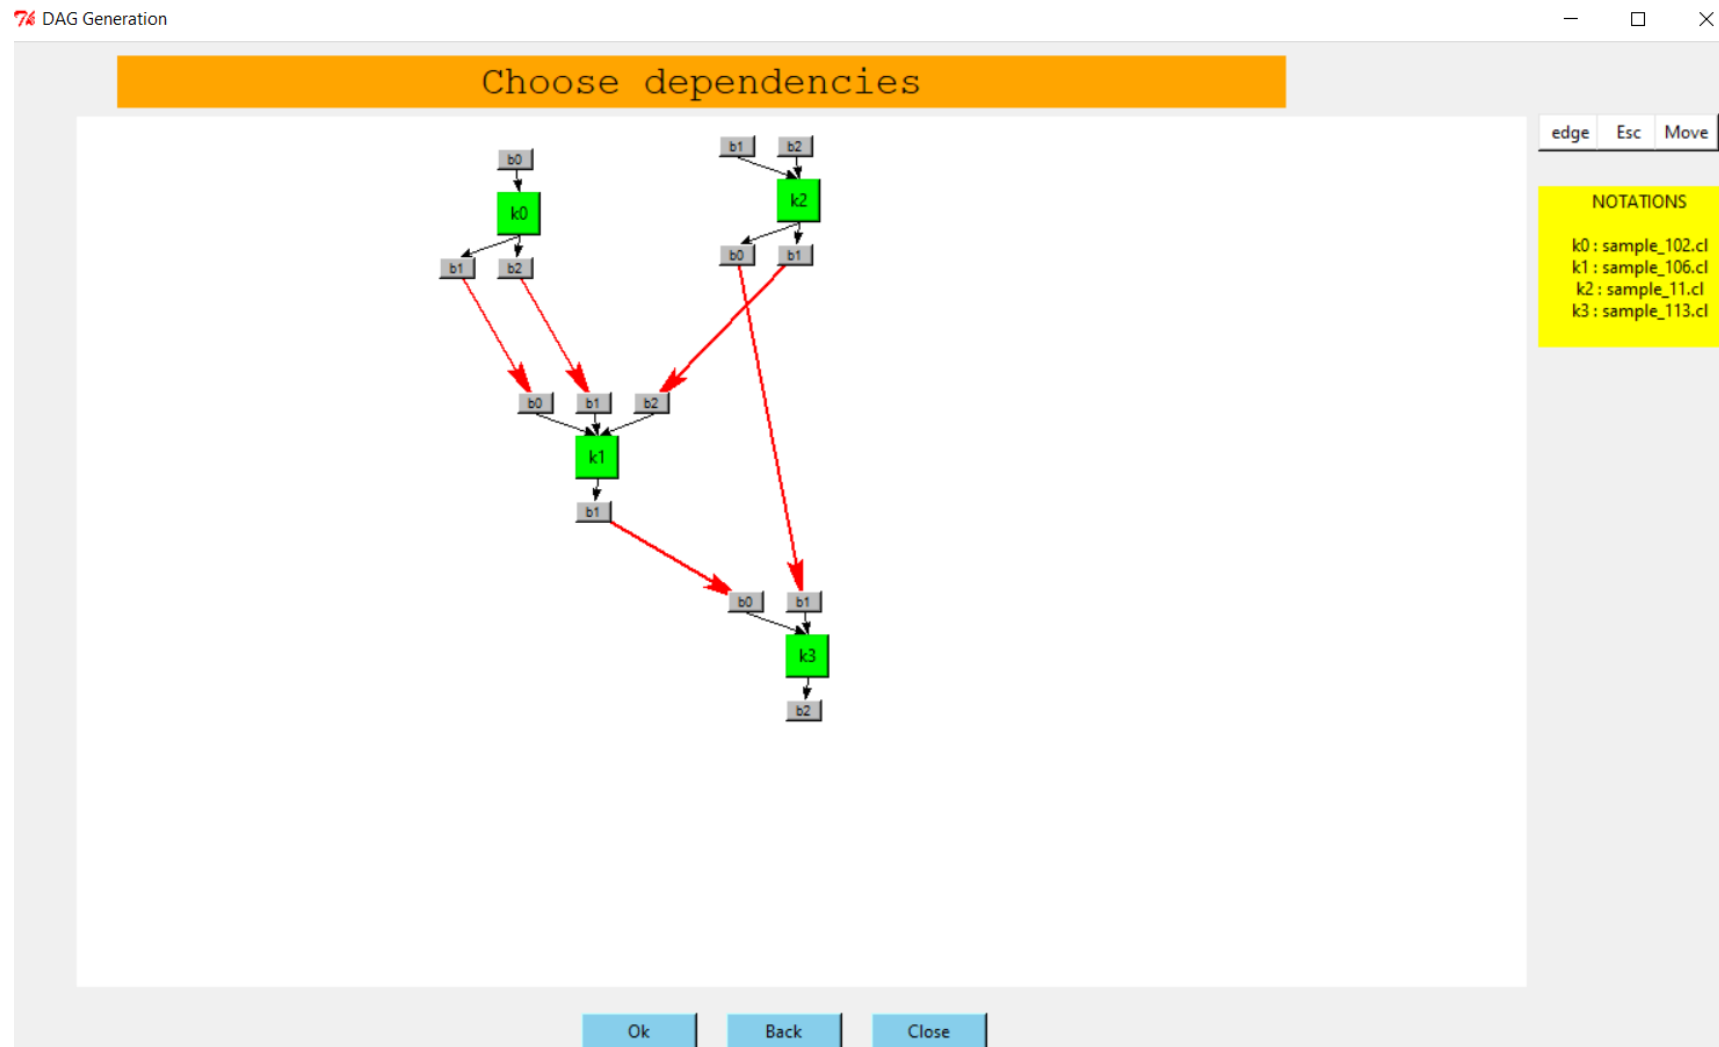 DAG Generation
Choose dependencies
edge Esc Move
b1 b2
b0
k2
k0
b0 b1
b1 b2
b0 b1 b2
k1
b1
b0 b1
k3
b2
NOTATIONS
k0 : sample_102.cl
k1 : sample_106.cl
k2 : sample_11.cl
k3 : sample_113.cl
Ok Back Close